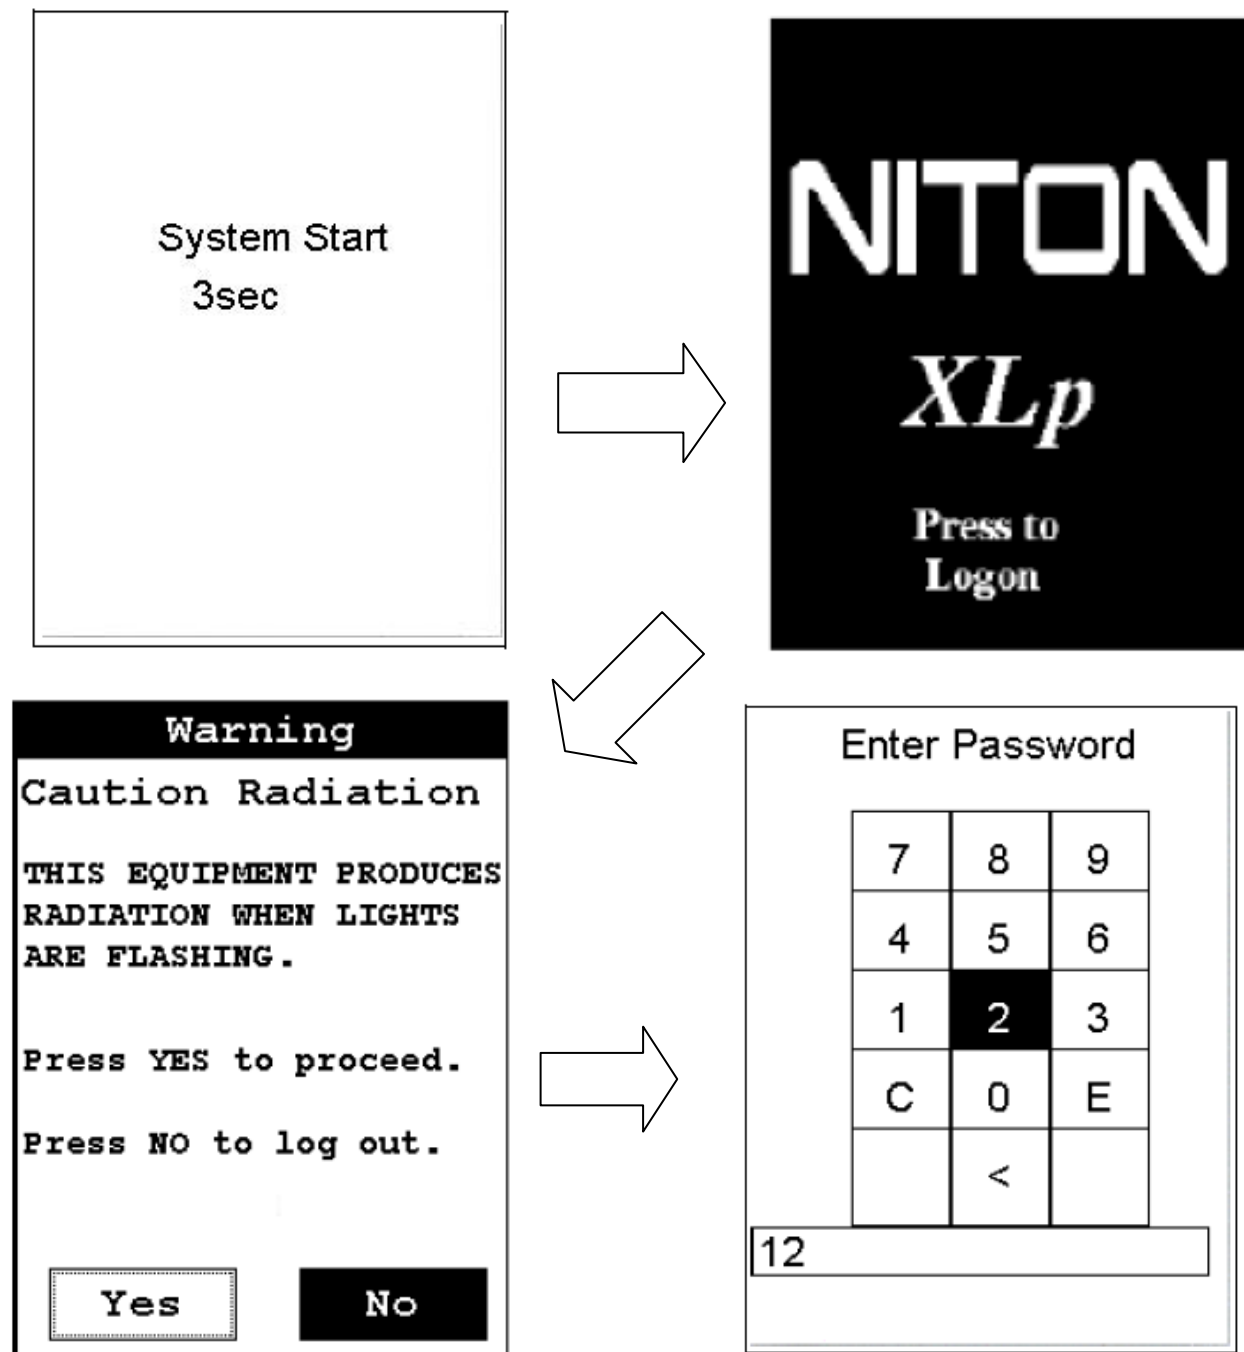 System Start
3sec
NITON
XLp
Press to
Logon
Warning
Caution Radiation
THIS EQUIPMENT PRODUCES
RADIATION WHEN LIGHTS
ARE FLASHING.
Press YES to proceed.
Press NO to log out.
Yes No
Enter Password
7 8 9
4 5 6
1 2 3
C 0 E
<
12